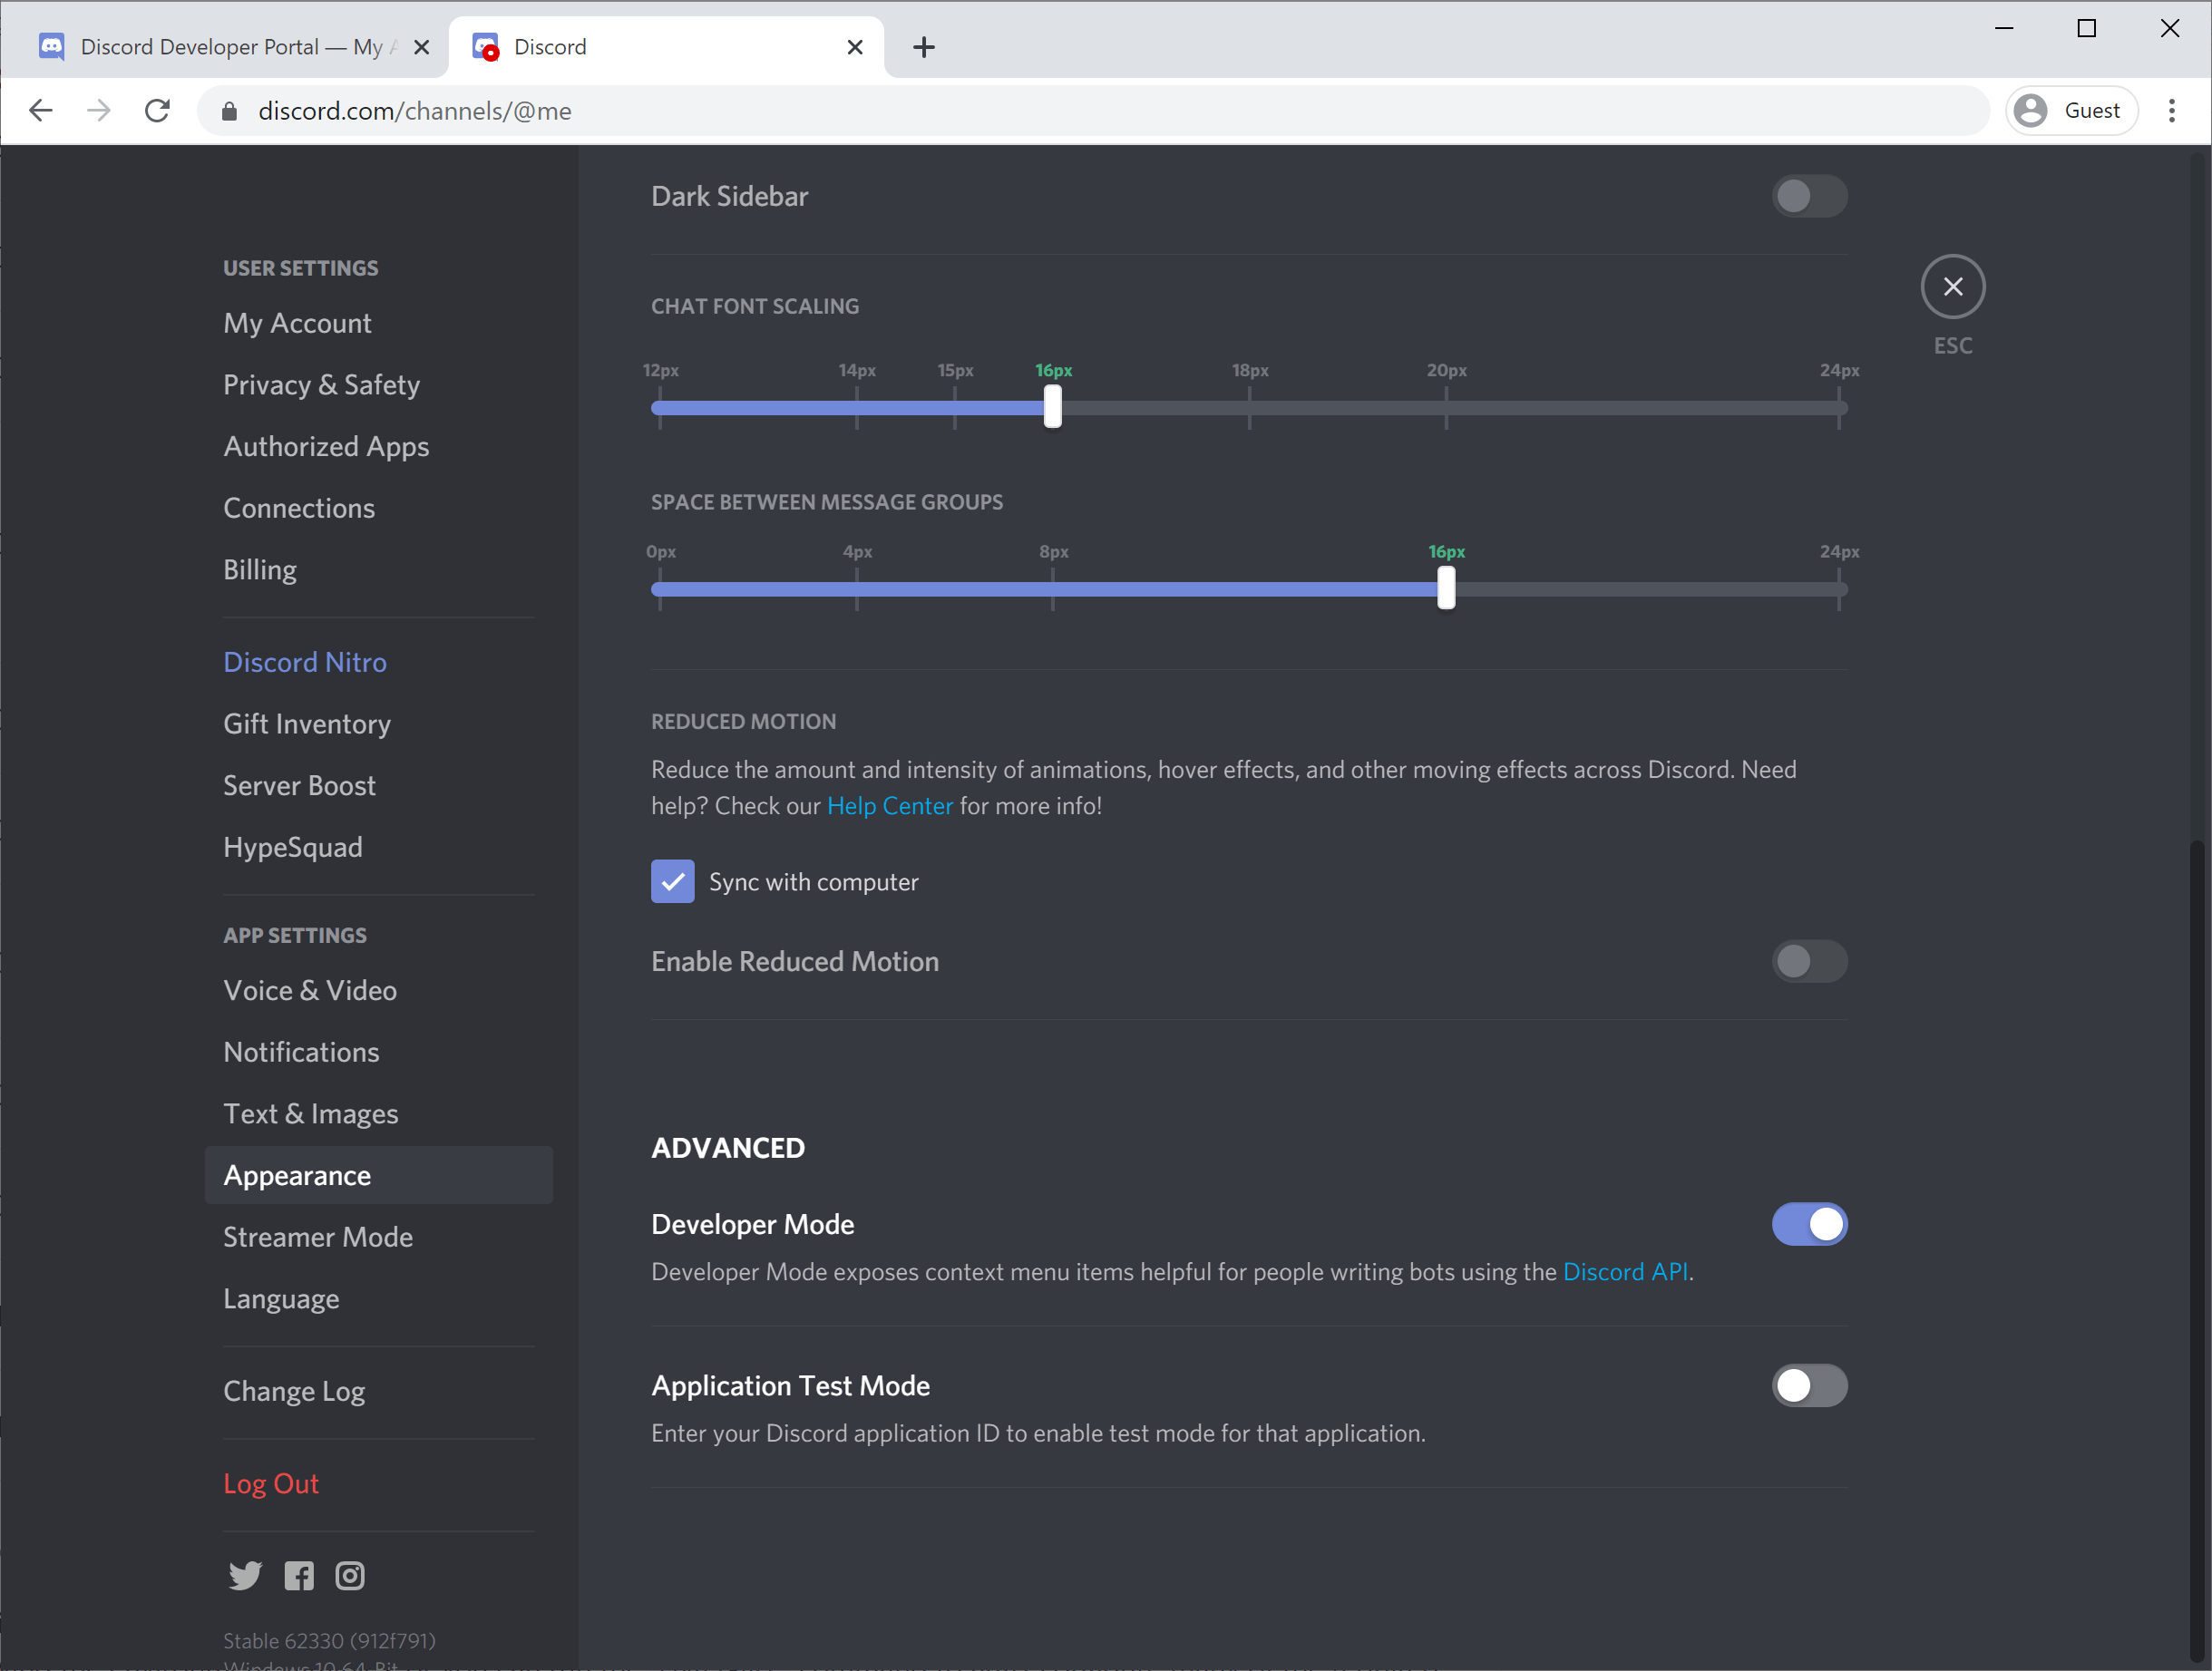 Discord Developer Portal — My A
Discord
discord.com/channels/@me
Guest
USER SETTINGS
My Account
Privacy & Safety
Authorized Apps
Connections
Billing
Discord Nitro
Gift Inventory
Server Boost
HypeSquad
APP SETTINGS
Voice & Video
Notifications
Text & Images
Appearance
Streamer Mode
Language
Change Log
Log Out
Stable 62330 (912f791)
Windows 10 64-Bit
Dark Sidebar
CHAT FONT SCALING
12px 14px 15px 16px 18px 20px 24px
SPACE BETWEEN MESSAGE GROUPS
0px 4px 8px 16px 24px
REDUCED MOTION
Reduce the amount and intensity of animations, hover effects, and other moving effects across Discord. Need
help? Check our Help Center for more info!
Sync with computer
Enable Reduced Motion
ADVANCED
Developer Mode
Developer Mode exposes context menu items helpful for people writing bots using the Discord API.
Application Test Mode
Enter your Discord application ID to enable test mode for that application.
ESC